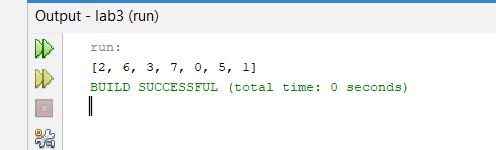 Output - lab3 (run)
run:
[2, 6, 3, 7, 0, 5, 1]
BUILD SUCCESSFUL (total time: 0 seconds)